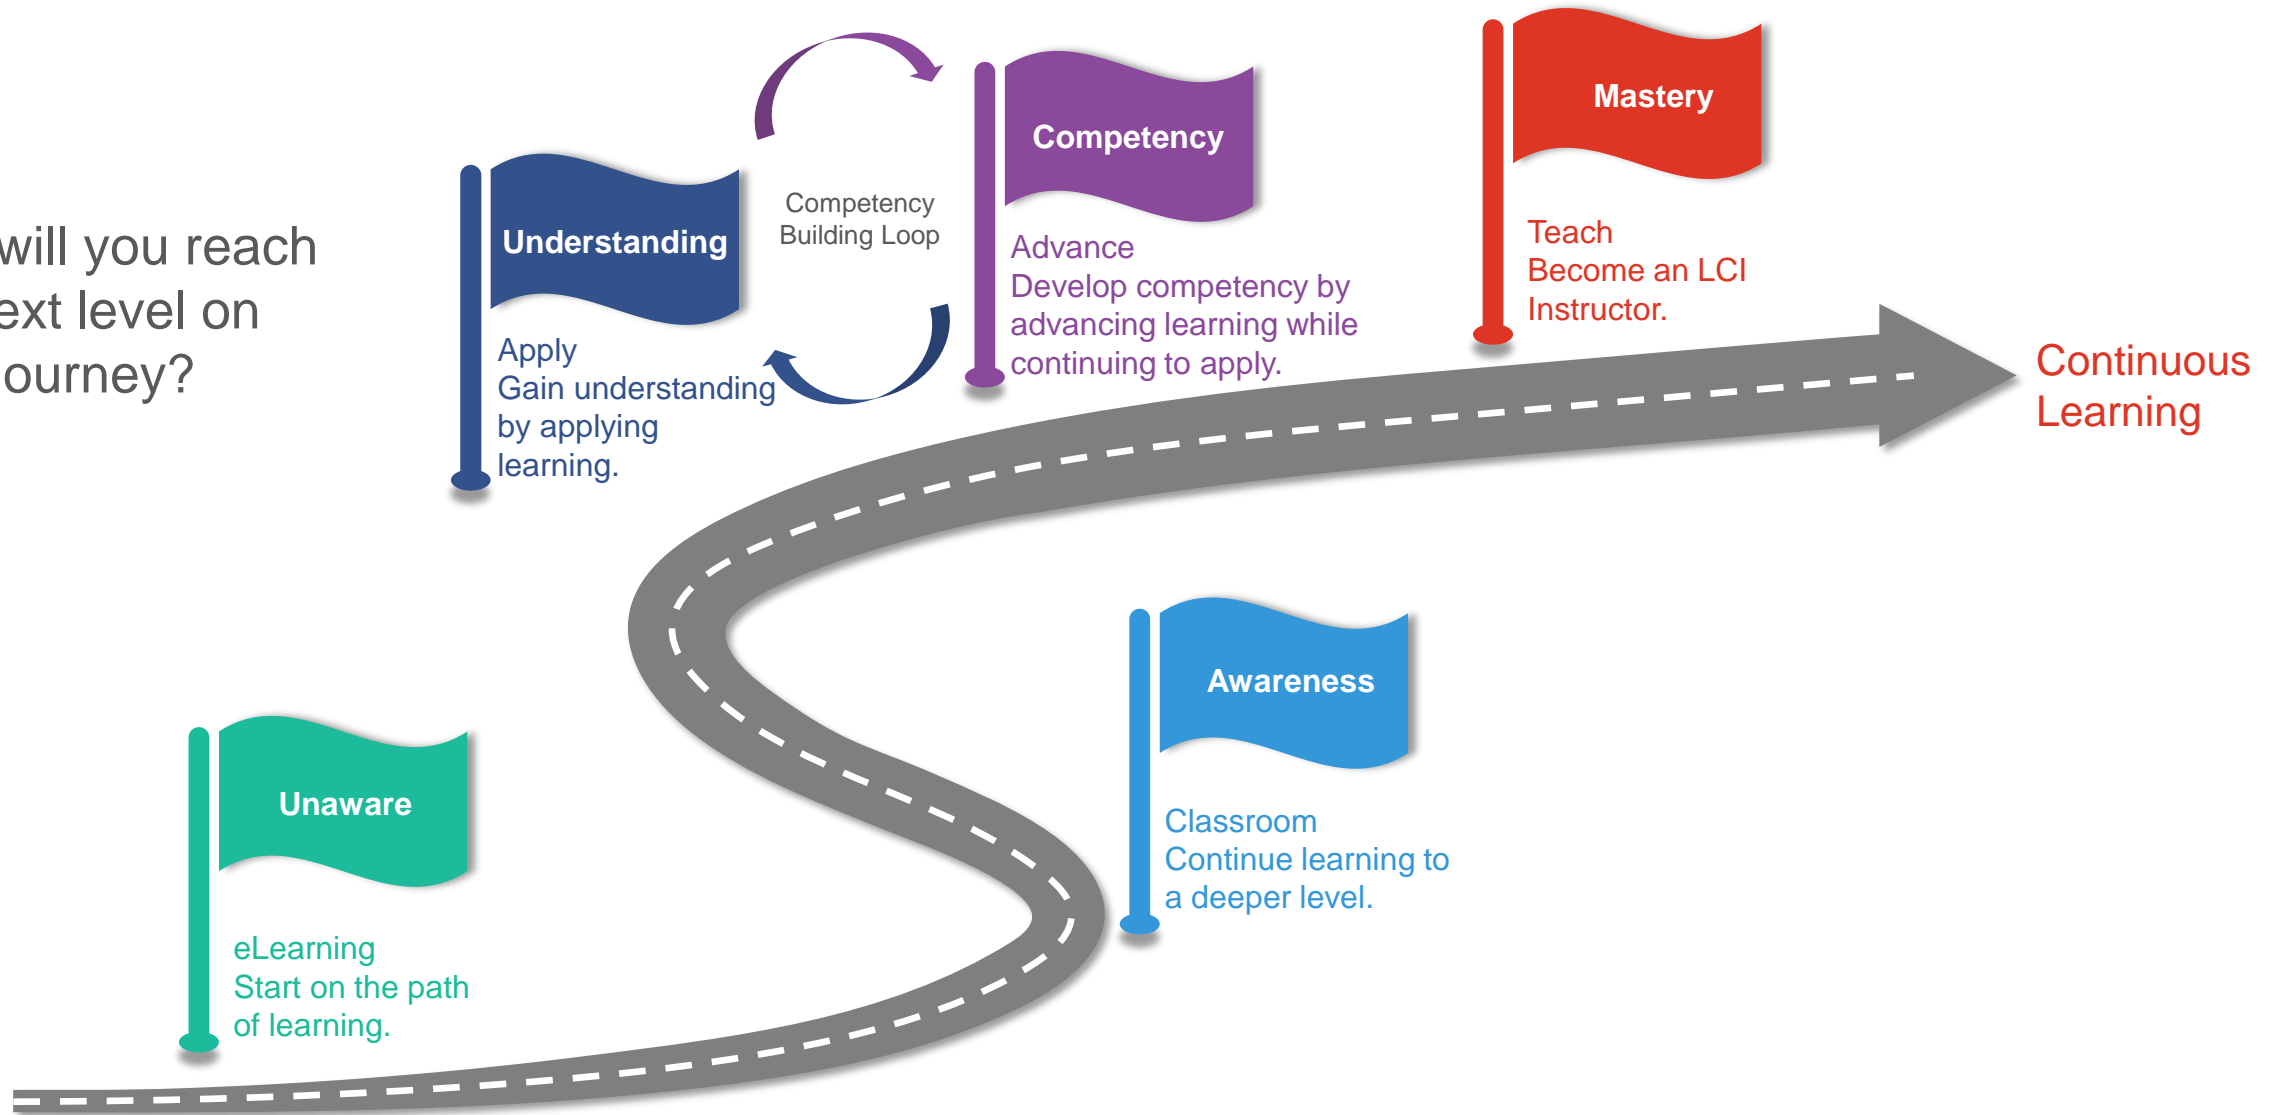 will you reach
ext level on
ourney?
Understanding
Apply
Gain understanding
by applying
learning.
Competency
Building Loop
Competency
Advance
Develop competency by
advancing learning while
continuing to apply.
Mastery
Teach
Become an LCI
Instructor.
Continuous
Learning
Unaware
eLearning
Start on the path
of learning.
Awareness
Classroom
Continue learning to
a deeper level.